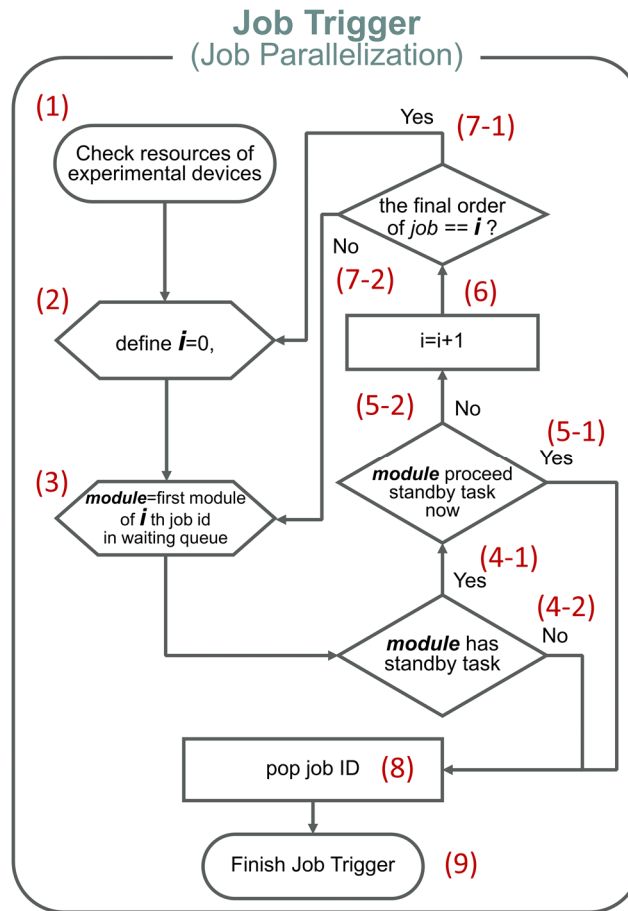 Job Trigger
(Job Parallelization)
(1)
Check resources of
experimental devices
(2)
define i=0,
(3)
module=first module
of i th job id
in waiting queue
Yes
(7-1)
the final order
of job == i ?
No
(7-2)
(6)
i=i+1
(5-2)
No
(5-1)
Yes
module proceed
standby task
now
(4-1)
Yes
(4-2)
No
module has
standby task
pop job ID
(8)
Finish Job Trigger
(9)